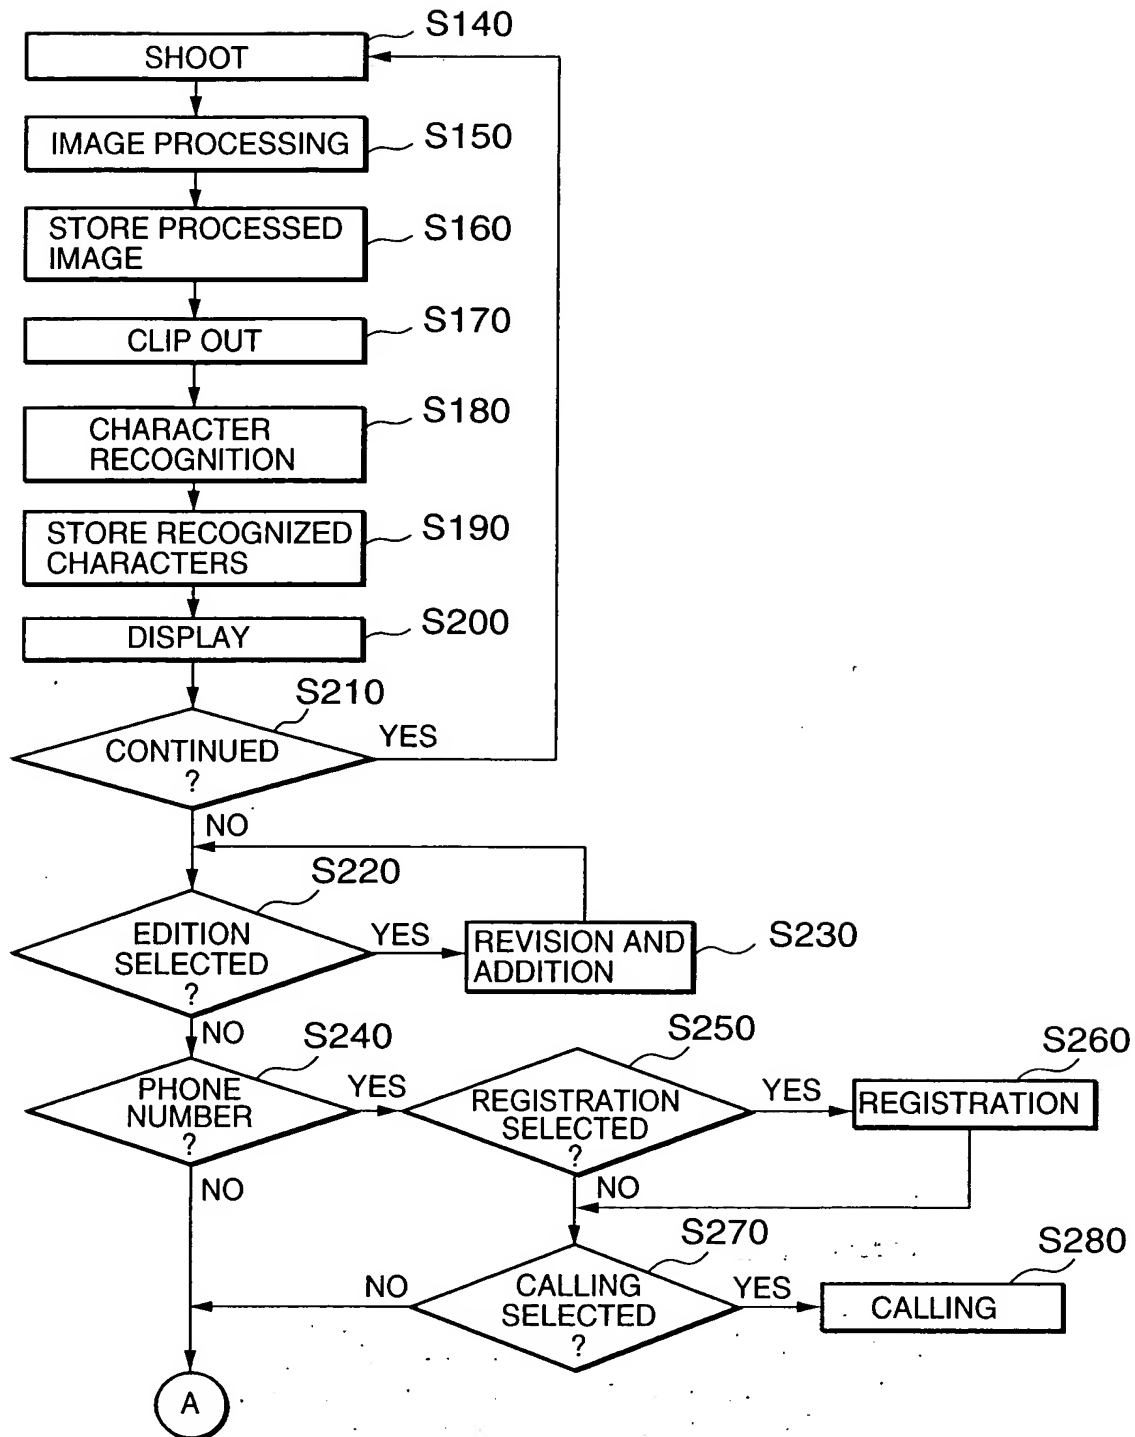 S140
SHOOT
IMAGE PROCESSING
S150
STORE PROCESSED
IMAGE
S160
CLIP OUT
S170
CHARACTER
RECOGNITION
S180
STORE RECOGNIZED
CHARACTERS
S190
DISPLAY
S200
S210
CONTINUED
?
YES
NO
S220
EDITION
SELECTED
?
YES
REVISION AND
ADDITION
S230
NO
S240
PHONE
NUMBER
?
YES
S250
REGISTRATION
SELECTED
?
YES
S260
REGISTRATION
NO
NO
S270
CALLING
SELECTED
?
NO
YES
S280
CALLING
A